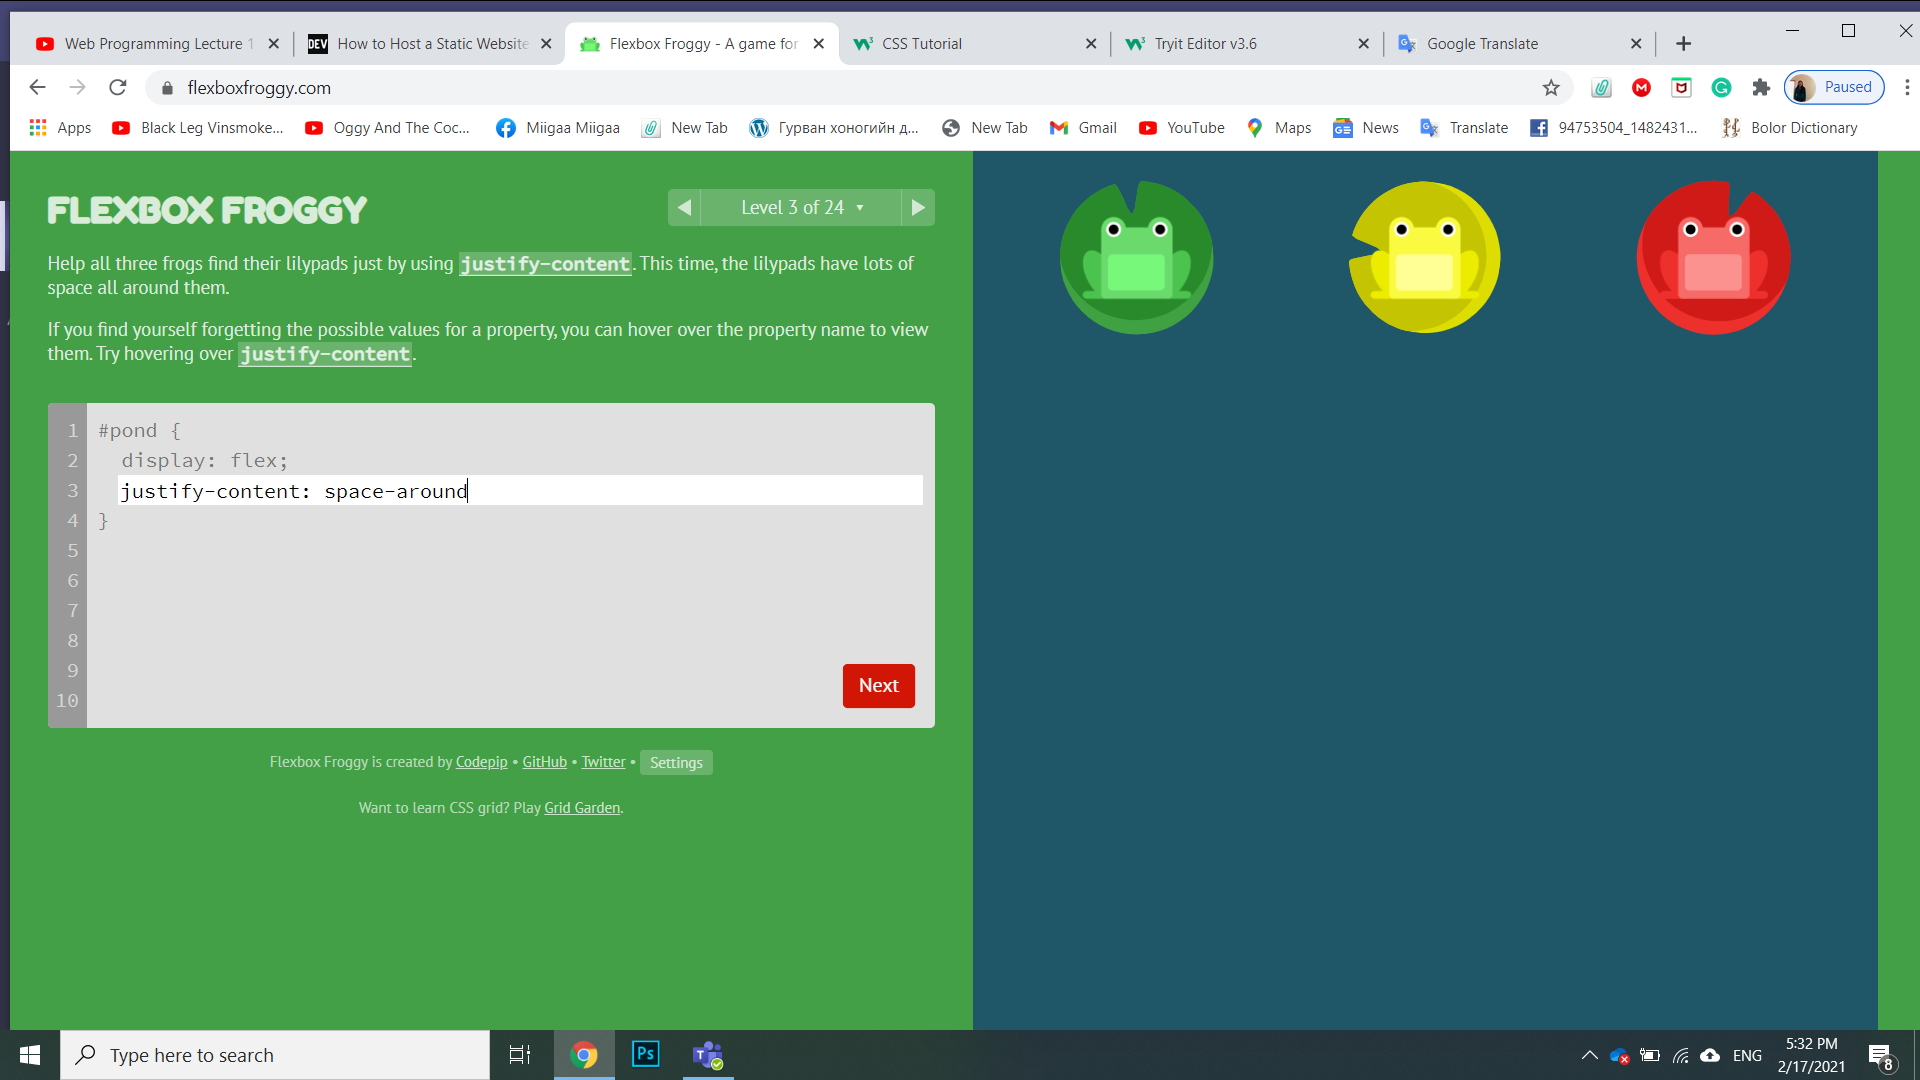 Web Programming Lecture 1
DEV How to Host a Static Website
Flexbox Froggy - A game for
CSS Tutorial
Tryit Editor v3.6
Google Translate
flexboxfroggy.com
Paused
Apps
Black Leg Vinsmoke...
Oggy And The Coc...
Miigaa Miigaa
New Tab
Гурван хоногийн д...
New Tab
Gmail
YouTube
Maps
News
Translate
94753504_1482431...
Bolor Dictionary
FLEXBOX FROGGY
Level 3 of 24
Help all three frogs find their lilypads just by using justify-content. This time, the lilypads have lots of
space all around them.
If you find yourself forgetting the possible values for a property, you can hover over the property name to view
them. Try hovering over justify-content.
1 #pond {
2 display: flex;
3 justify-content: space-around
4 }
5
6
7
8
9
10
Next
Flexbox Froggy is created by Codepip • GitHub • Twitter • Settings
Want to learn CSS grid? Play Grid Garden.
Type here to search
Ps
ENG
5:32 PM
2/17/2021
8